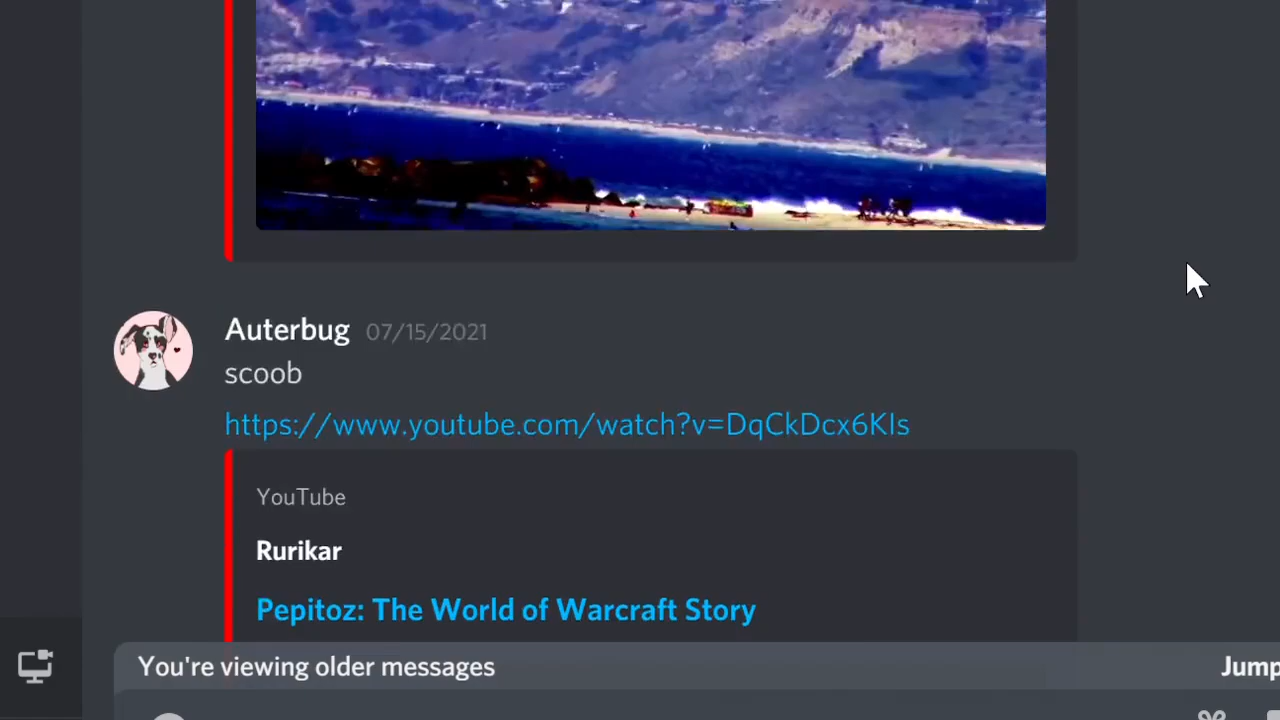 Auterbug 07/15/2021
scoob
https://www.youtube.com/watch?v=DqCkDcx6KIs
YouTube
Rurikar
Pepitoz: The World of Warcraft Story
You're viewing older messages
Jump